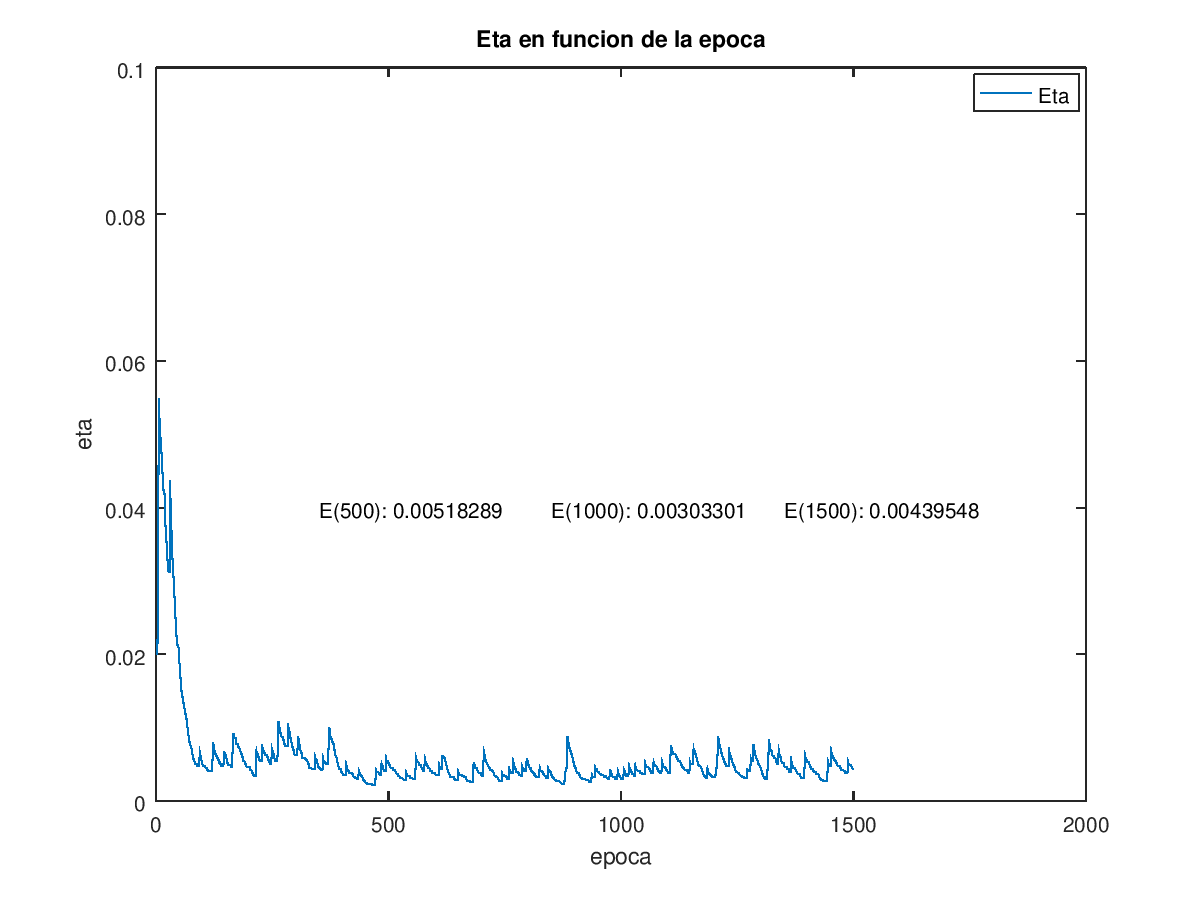 Eta en funcion de la epoca
0.1
Eta
0.08
0.06
eta
0.04
E(500): 0.00518289 E(1000): 0.00303301 E(1500): 0.00439548
0.02
0
0 500 1000 1500 2000
epoca